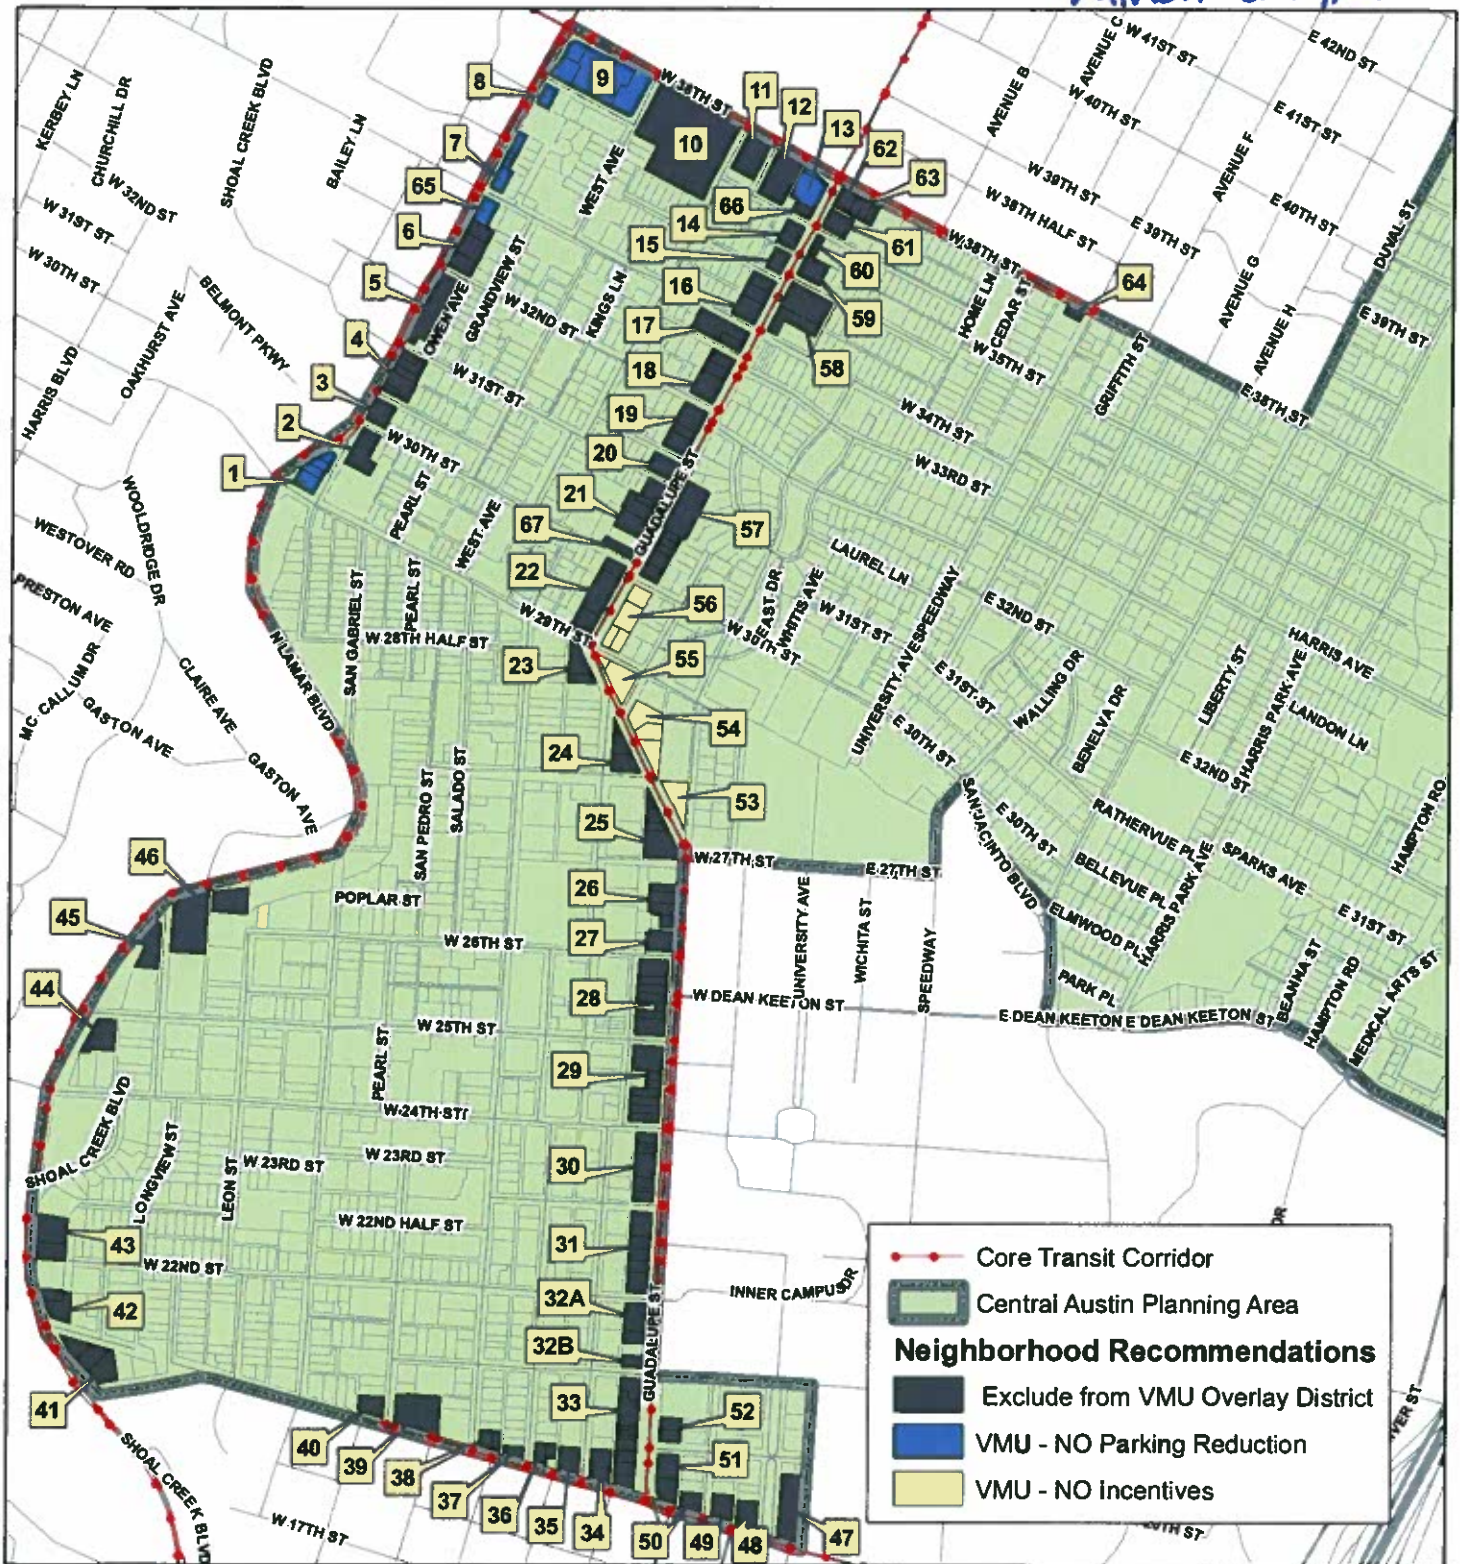 W 41ST ST
E 42ND ST
AVENUE C
AVENUE B
W 40TH ST
E 41ST ST
KERBEY LN
CHURCHILL DR
SHOAL CREEK BLVD
BAILEY LN
8
9
W 38TH ST
11
12
13
62
10
7
65
6
5
4
3
2
1
63
66
14
15
16
17
18
19
20
21
67
22
61
60
59
58
57
56
55
54
53
64
W 39TH ST
AVENUE F
E 40TH ST
W 38TH HALF ST
E 39TH ST
W 38TH ST
DUVAL ST
AVENUE G
AVENUE H
E 39TH ST
E 38TH ST
W 32ND ST
W 31ST ST
W 30TH ST
WEST AVE
GRANDVIEW ST
OWEN AVE
W 32ND ST
KINGS LN
HOME LN
CEDAR ST
W 35TH ST
GRIFFITH ST
BELMONT PKWY
OAKHURST AVE
HARRIS BLVD
W 31ST ST
W 30TH ST
W 34TH ST
W 33RD ST
GUADALUPE ST
PEARL ST
WEST AVE
WOOLDRIDGE DR
WESTOVER RD
PRESTON AVE
MC CALLUM DR
CLAIRE AVE
GASTON AVE
GASTON AVE
N LAMAR BLVD
SAN GABRIEL ST
PEARL ST
W 28TH HALF ST
W 29TH ST
LAUREL LN
EAST DR
WHITIS AVE
W 31ST ST
W 30TH ST
SPEEDWAY
UNIVERSITY AVE
E 32ND ST
E 31ST ST
E 30TH ST
WALLING DR
BENELVA DR
LIBERTY ST
HARRIS AVE
HARRIS PARK AVE
LANDON LN
E 32ND ST
HAMPTON RD
23
24
25
SALADO ST
SAN PEDRO ST
W 27TH ST
E 27TH ST
SAN JACINTO BLVD
E 30TH ST
RATHERVUE PL
SPARKS AVE
BELLEVUE PL
HARRIS PARK AVE
ELMWOOD PL
E 31ST ST
PARK PL
BEANNA ST
HAMPTON RD
MEDICAL ARTS ST
46
45
44
POPLAR ST
W 26TH ST
26
27
28
UNIVERSITY AVE
WICHITA ST
SPEEDWAY
W DEAN KEETON ST
E DEAN KEETON
E DEAN KEETON ST
W 25TH ST
PEARL ST
29
W 24TH ST
SHOAL CREEK BLVD
LONGVIEW ST
LEON ST
W 23RD ST
W 23RD ST
30
W 22ND HALF ST
43
W 22ND ST
31
42
32A
32B
INNER CAMPUS DR
GUADALUPE ST
41
33
52
51
40
39
38
37
36
35
34
50
49
48
47
SHOAL CREEK BLVD
W 17TH ST
DR
Core Transit Corridor
Central Austin Planning Area
Neighborhood Recommendations
Exclude from VMU Overlay District
VMU - NO Parking Reduction
VMU - NO incentives